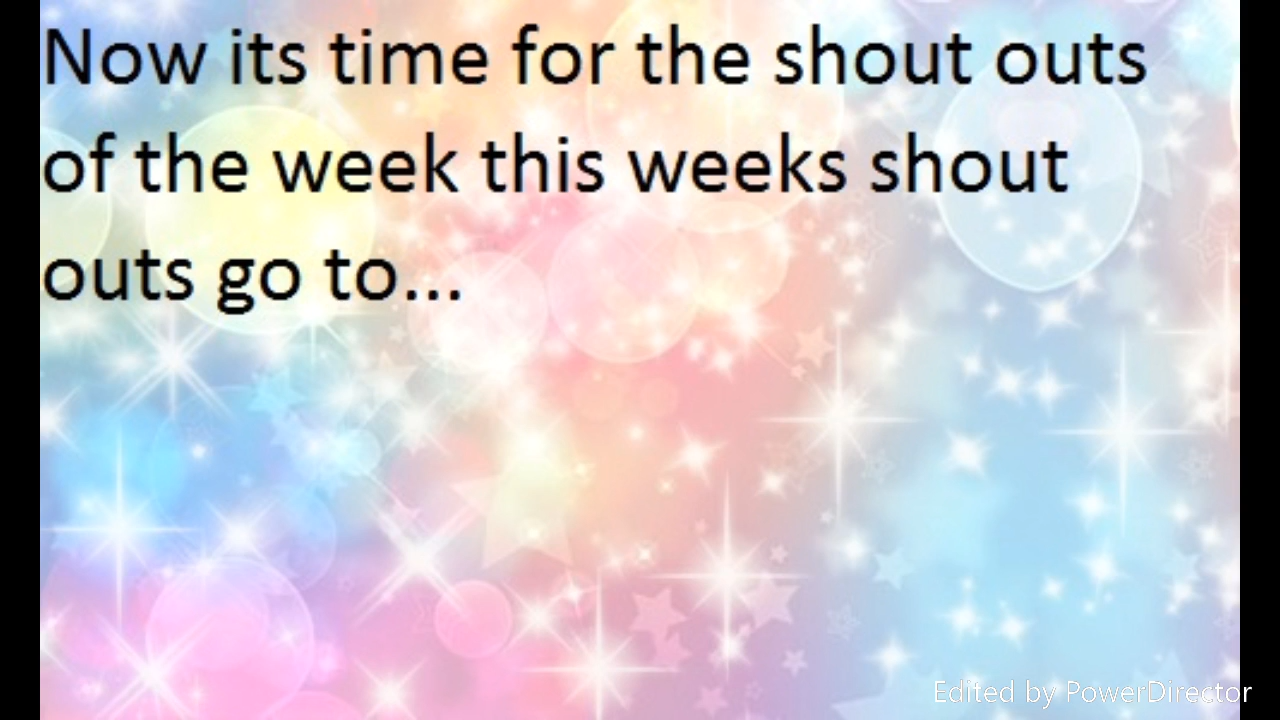 Now its time for the shout outs
of the week this weeks shout
outs go to...
Edited by PowerDirector